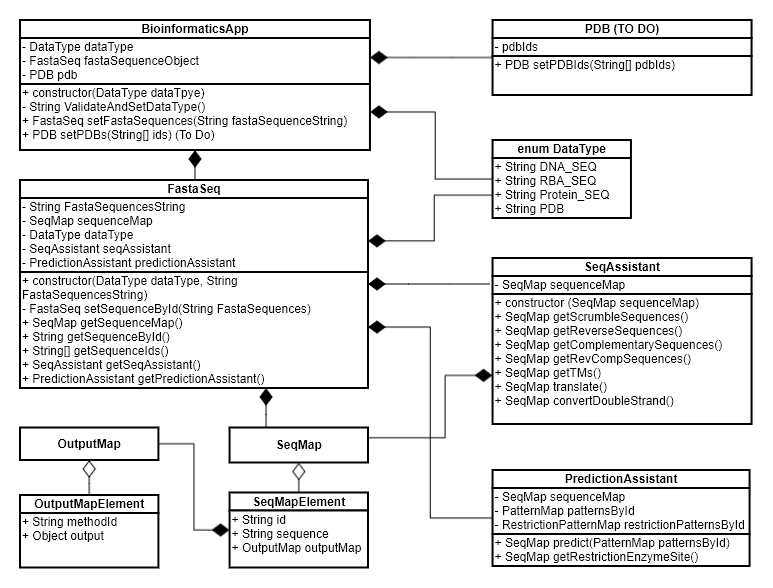 BioinformaticsApp
- DataType dataType
- FastaSeq fastaSequenceObject
- PDB pdb
+ constructor(DataType dataTpye)
- String ValidateAndSetDataType()
+ FastaSeq setFastaSequences(String fastaSequenceString)
+ PDB setPDBs(String[] ids) (To Do)
PDB (TO DO)
- pdbIds
+ PDB setPDBIds(String[] pdbIds)
enum DataType
+ String DNA_SEQ
+ String RBA_SEQ
+ String Protein_SEQ
+ String PDB
FastaSeq
- String FastaSequencesString
- SeqMap sequenceMap
- DataType dataType
- SeqAssistant seqAssistant
- PredictionAssistant predictionAssistant
+ constructor(DataType dataType, String
FastaSequencesString)
- FastaSeq setSequenceById(String FastaSequences)
+ SeqMap getSequenceMap()
+ String getSequenceById()
+ String[] getSequenceIds()
+ SeqAssistant getSeqAssistant()
+ PredictionAssistant getPredictionAssistant()
SeqAssistant
- SeqMap sequenceMap
+ constructor (SeqMap sequenceMap)
+ SeqMap getScrumbleSequences()
+ SeqMap getReverseSequences()
+ SeqMap getComplementarySequences()
+ SeqMap getRevCompSequences()
+ SeqMap getTMs()
+ SeqMap translate()
+ SeqMap convertDoubleStrand()
OutputMap
SeqMap
OutputMapElement
+ String methodId
+ Object output
SeqMapElement
+ String id
+ String sequence
+ OutputMap outputMap
PredictionAssistant
- SeqMap sequenceMap
- PatternMap patternsById
- RestrictionPatternMap restrictionPatternsById
+ SeqMap predict(PatternMap patternsById)
+ SeqMap getRestrictionEnzymeSite()